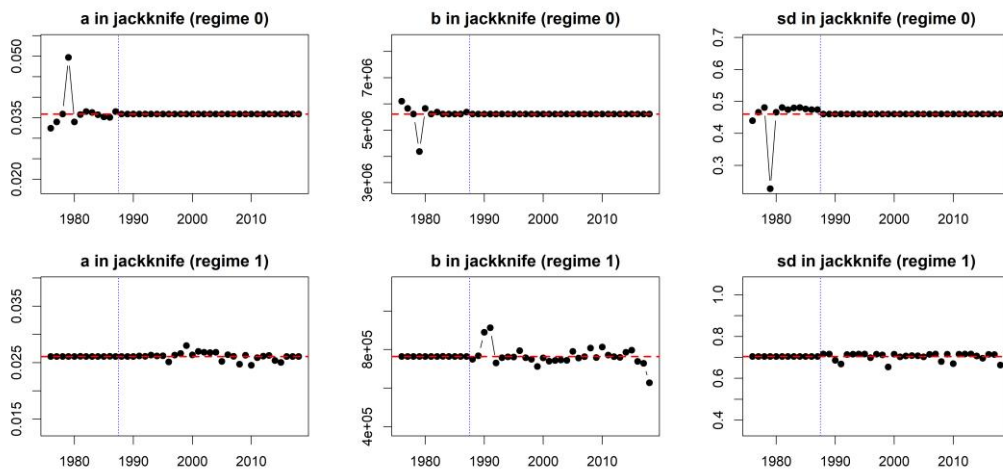 a in jackknife (regime 0)
0.050
0.035
0.020
1980 1990 2000 2010
b in jackknife (regime 0)
7e+06
5e+06
3e+06
1980 1990 2000 2010
sd in jackknife (regime 0)
0.7
0.6
0.5
0.4
0.3
1980 1990 2000 2010
a in jackknife (regime 1)
0.035
0.025
0.015
1980 1990 2000 2010
b in jackknife (regime 1)
8e+05
4e+05
1980 1990 2000 2010
sd in jackknife (regime 1)
1.0
0.8
0.6
0.4
1980 1990 2000 2010